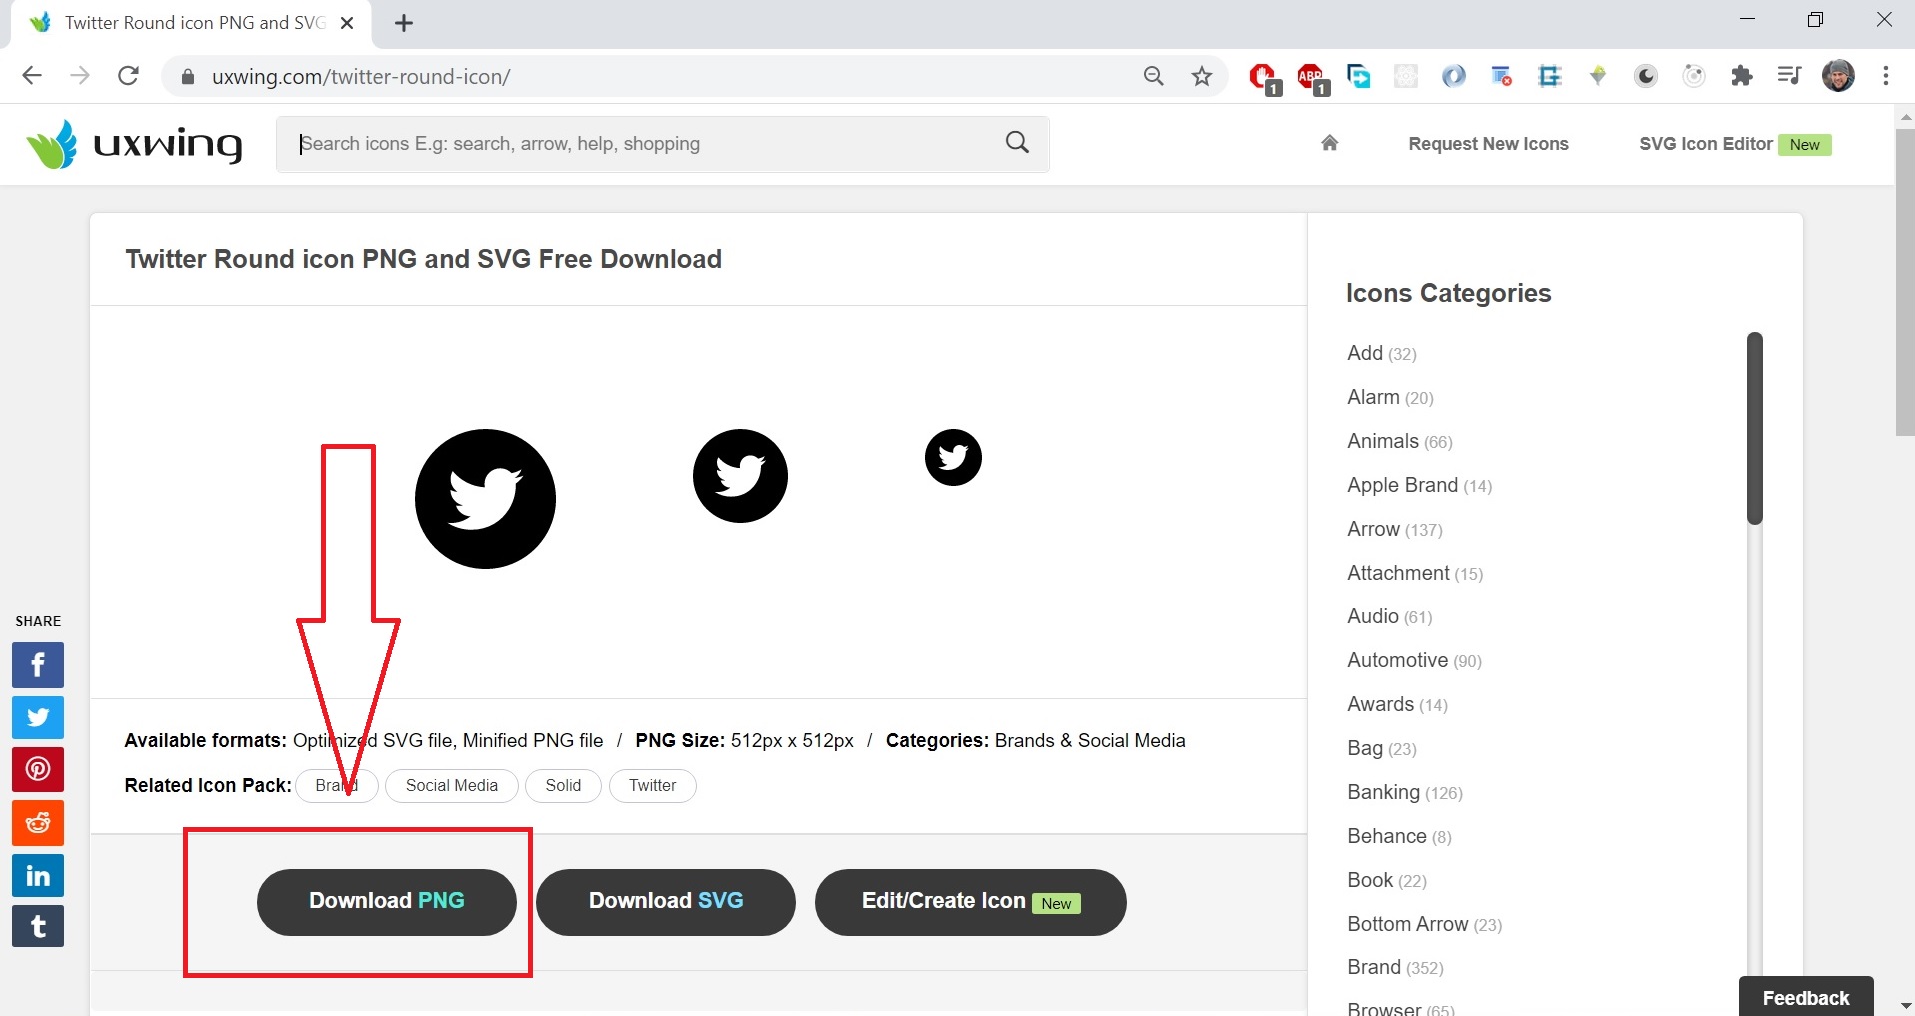 Twitter Round icon PNG and SVG
uxwing.com/twitter-round-icon/
1
ABP
1
uxwing
Search icons E.g: search, arrow, help, shopping
Request New Icons
SVG Icon Editor New
Twitter Round icon PNG and SVG Free Download
SHARE
Available formats: Optimized SVG file, Minified PNG file / PNG Size: 512px x 512px / Categories: Brands & Social Media
Related Icon Pack: Brand Social Media Solid Twitter
Download PNG
Download SVG
Edit/Create Icon New
Icons Categories
Add (32)
Alarm (20)
Animals (66)
Apple Brand (14)
Arrow (137)
Attachment (15)
Audio (61)
Automotive (90)
Awards (14)
Bag (23)
Banking (126)
Behance (8)
Book (22)
Bottom Arrow (23)
Brand (352)
Browser (65)
Feedback